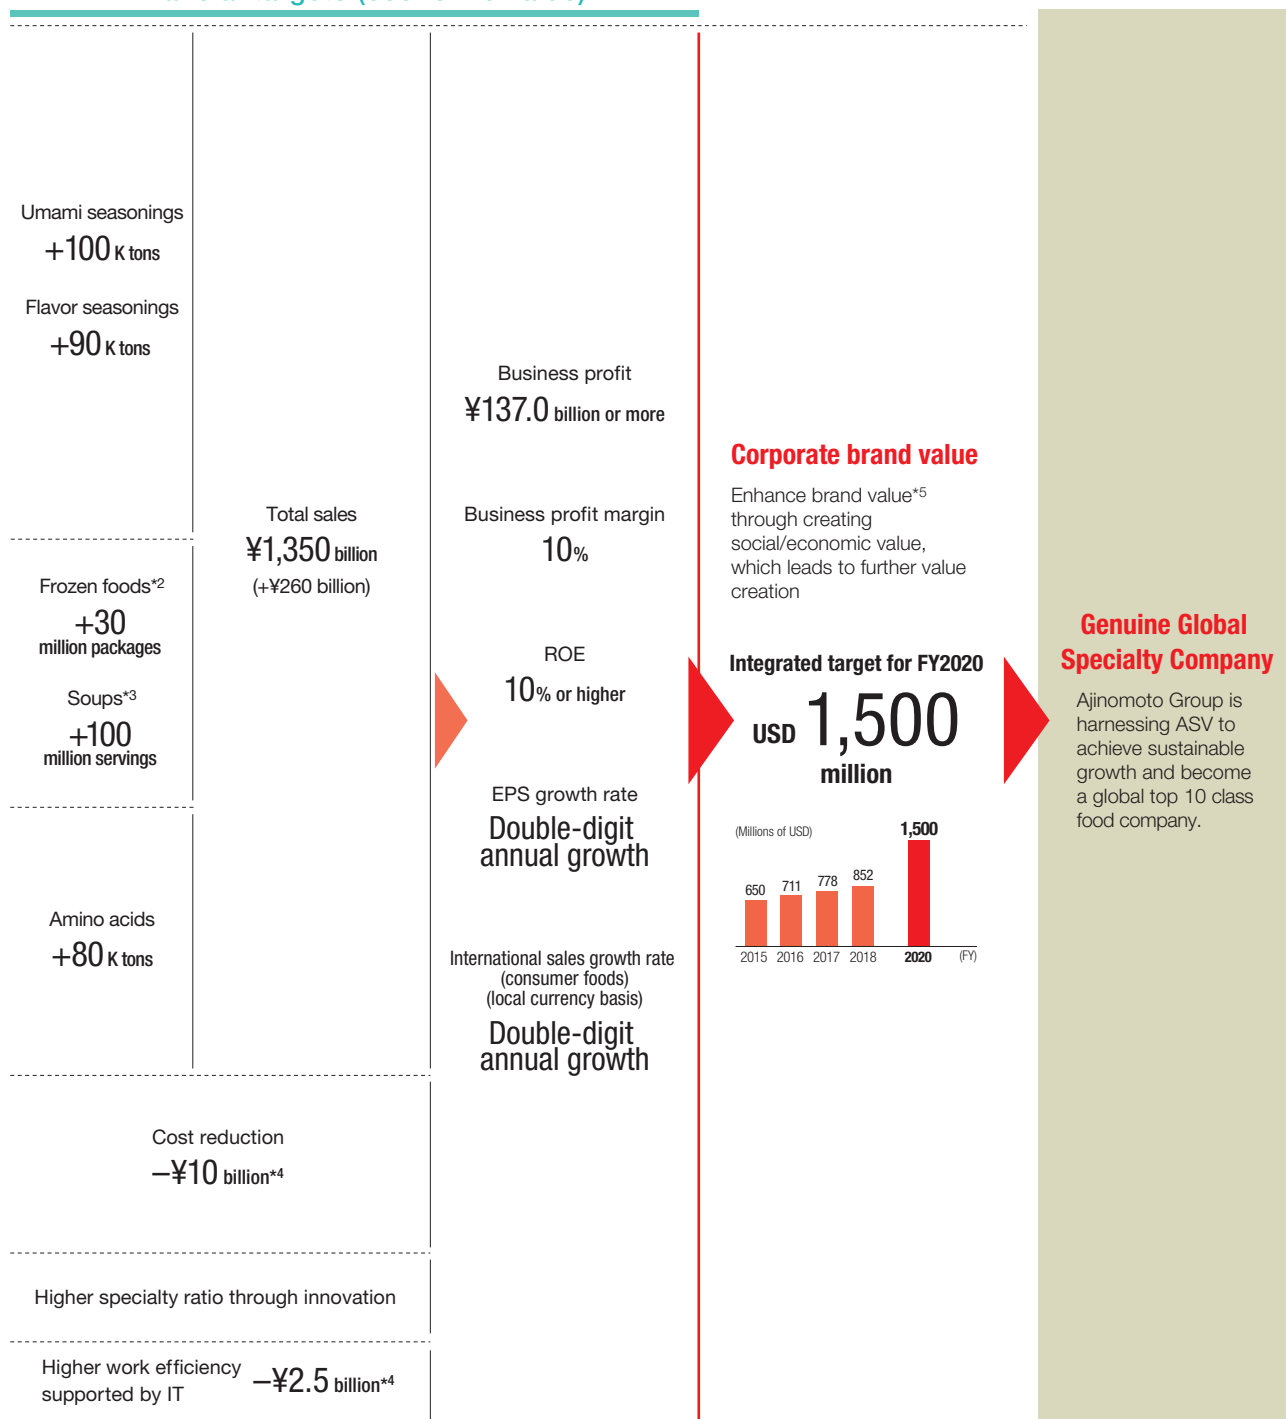 Umami seasonings
+100 K tons
Flavor seasonings
+90 K tons
Frozen foods*2
+30
million packages
Soups*3
+100
million servings
Amino acids
+80 K tons
Total sales
¥1,350 billion
(+¥260 billion)
Cost reduction
–¥10 billion*4
Higher specialty ratio through innovation
Higher work efficiency
supported by IT
–¥2.5 billion*4
Business profit
¥137.0 billion or more
Business profit margin
10%
ROE
10% or higher
EPS growth rate
Double-digit
annual growth
International sales growth rate
(consumer foods)
(local currency basis)
Double-digit
annual growth
Corporate brand value
Enhance brand value*5
through creating
social/economic value,
which leads to further value
creation
Integrated target for FY2020
USD 1,500
million
(Millions of USD)
650 711 778 852 1,500
2015 2016 2017 2018 2020 (FY)
Genuine Global
Specialty Company
Ajinomoto Group is
harnessing ASV to
achieve sustainable
growth and become
a global top 10 class
food company.